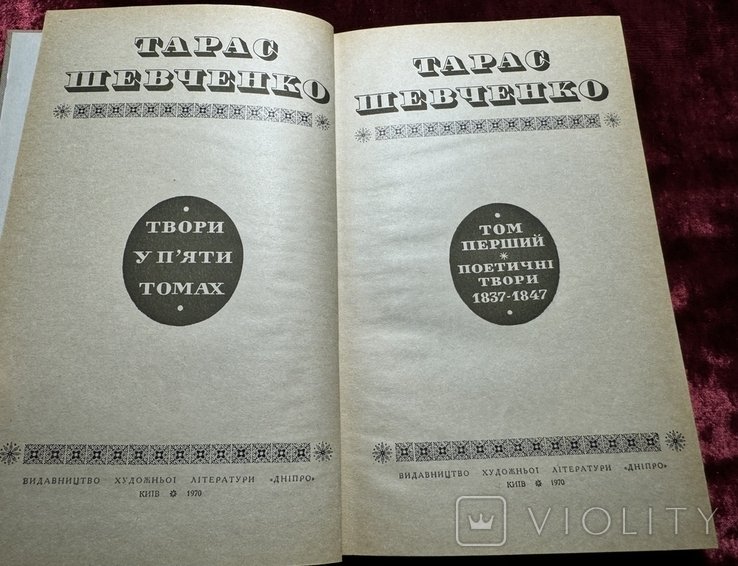 ТАРАС
ШЕВЧЕНКО
ТВОРИ
У П'ЯТИ
ТОМАХ
ВИДАВНИЦТВО ХУДОЖНЬОЇ ЛІТЕРАТУРИ «ДНІПРО»
КИЇВ 1970
ТАРАС
ШЕВЧЕНКО
ТОМ
ПЕРШИЙ
ПОЕТИЧНІ
ТВОРИ
1837-1847
ВИДАВНИЦТВО ХУДОЖНЬОЇ ЛІТЕРАТУРИ «ДНІПРО»
КИЇВ 1970
VIOLITY